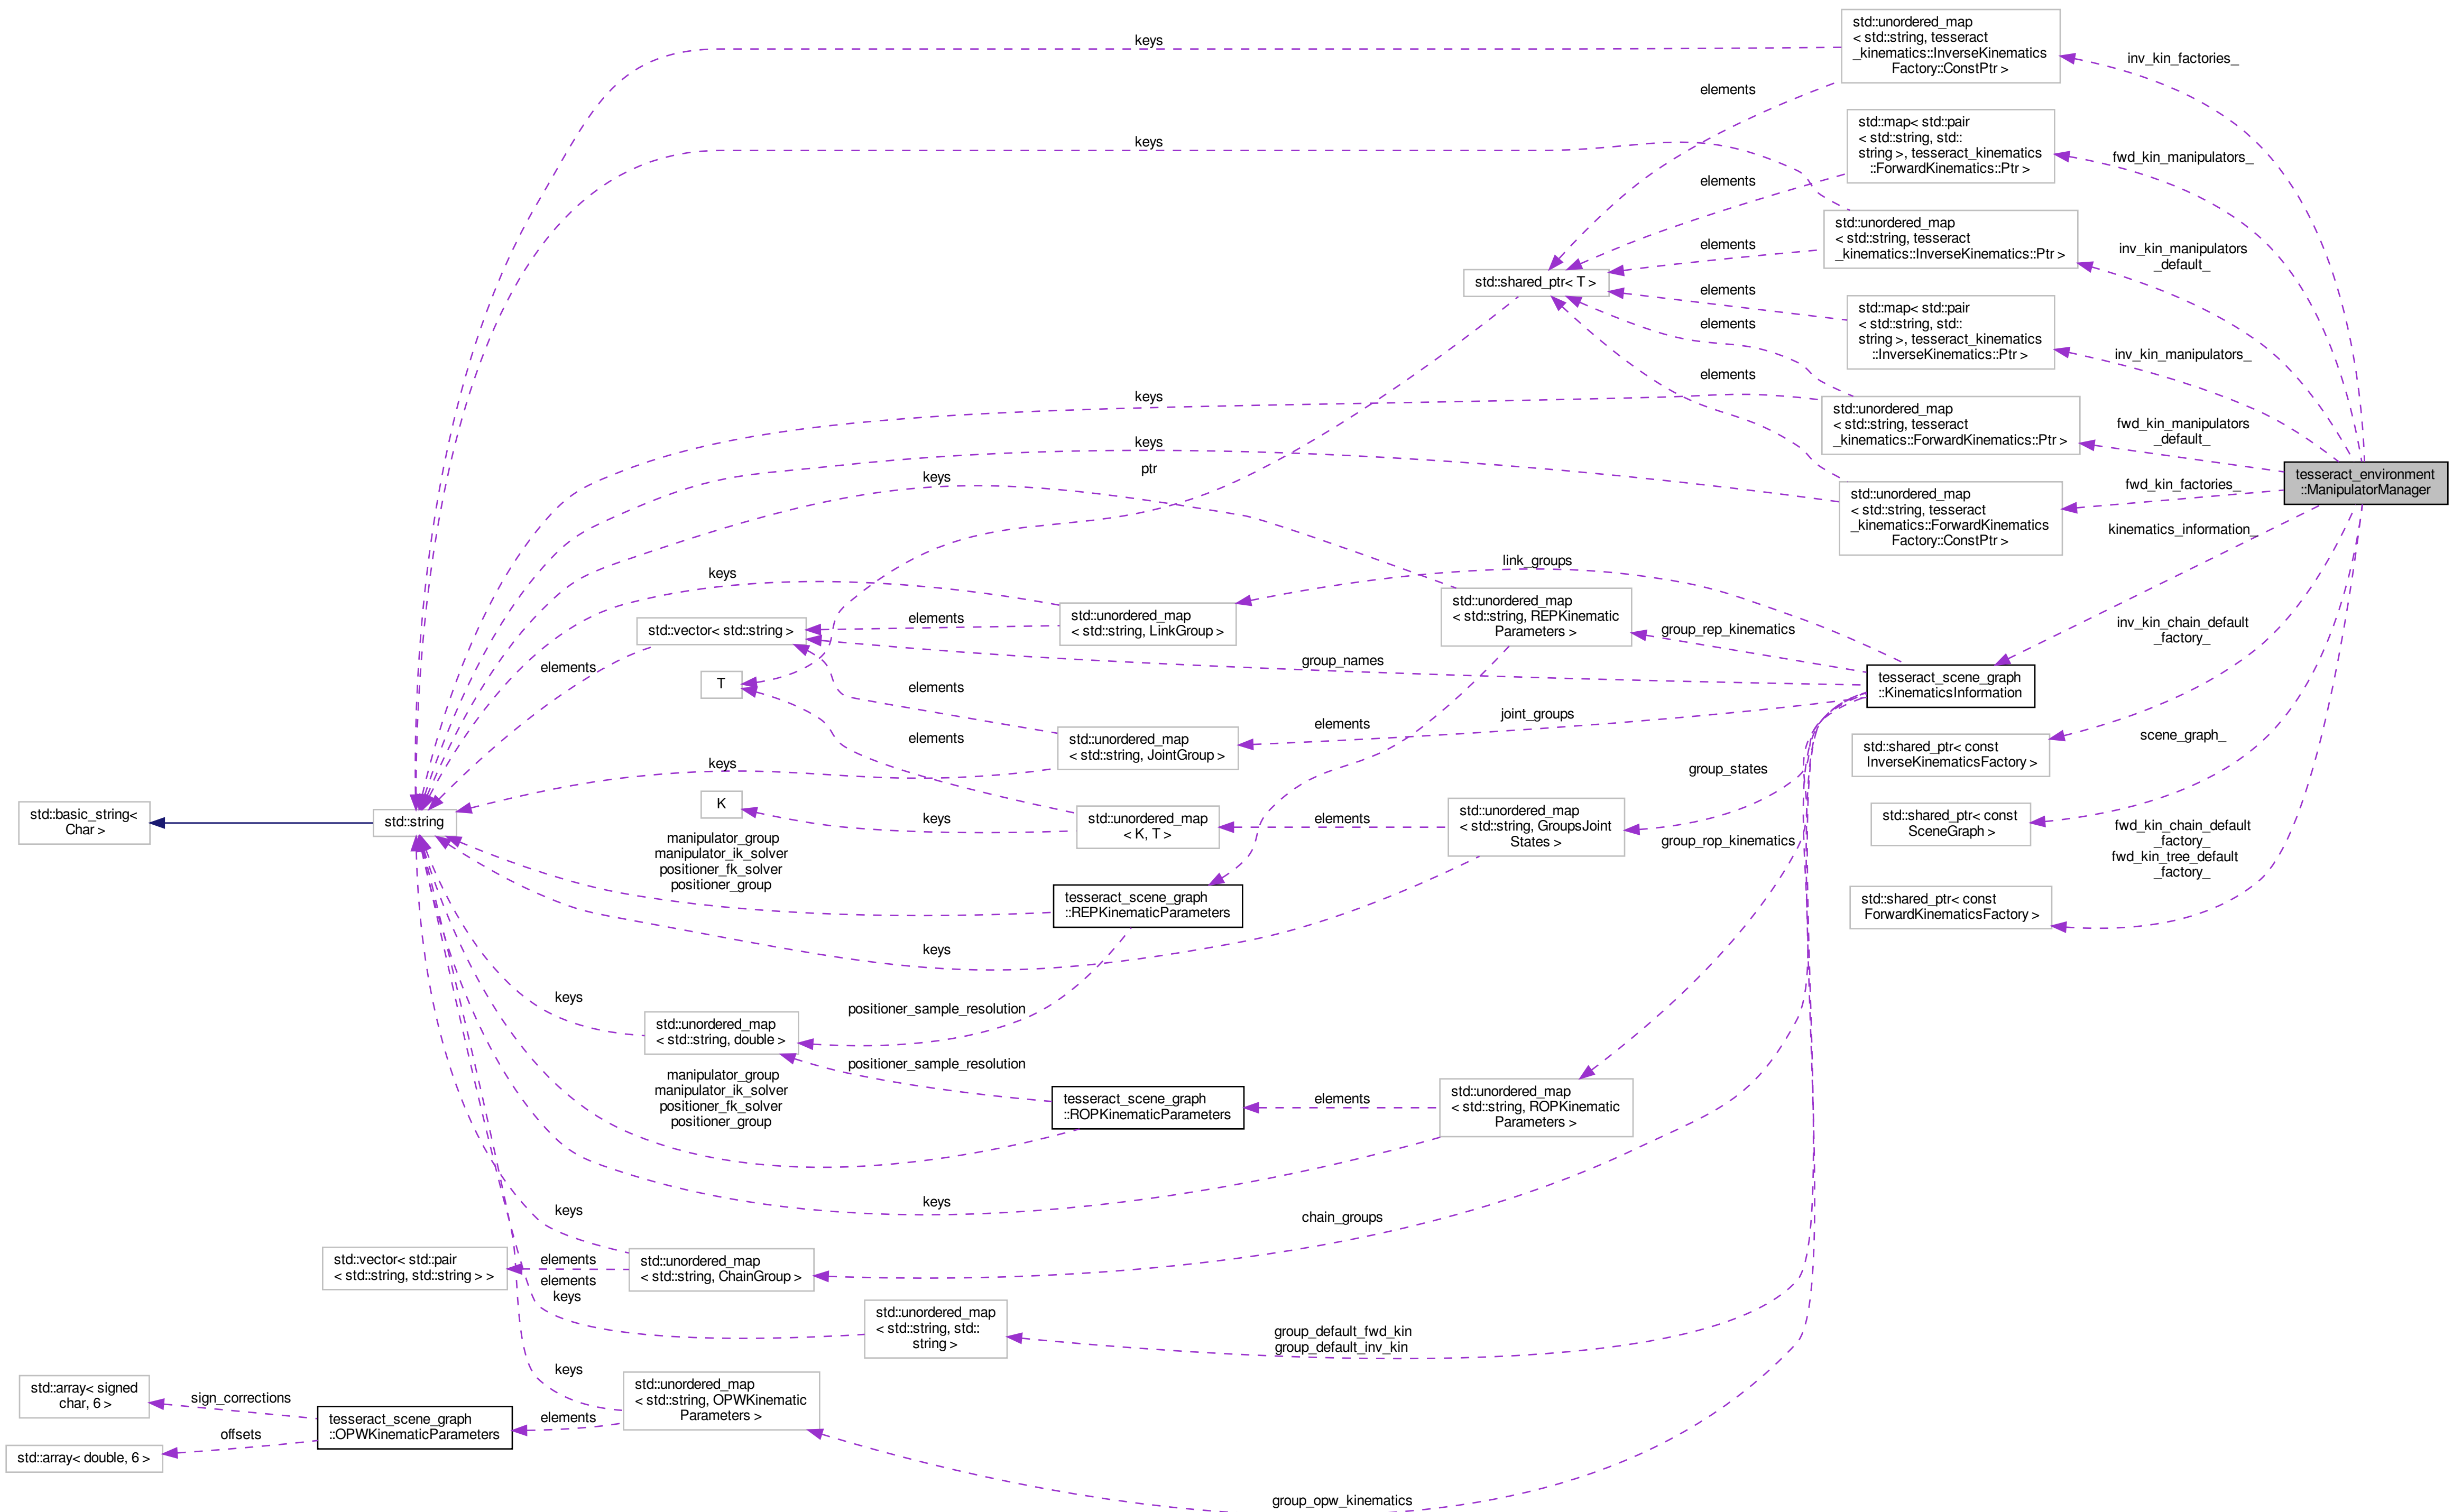 std::unordered_map
< std::string, tesseract
_kinematics::InverseKinematics
Factory::ConstPtr >
keys
inv_kin_factories_
elements
std::map< std::pair
< std::string, std::
string >, tesseract_kinematics
::ForwardKinematics::Ptr >
keys
fwd_kin_manipulators_
elements
std::unordered_map
< std::string, tesseract
_kinematics::InverseKinematics::Ptr >
elements
inv_kin_manipulators
_default_
std::shared_ptr< T >
elements
std::map< std::pair
< std::string, std::
string >, tesseract_kinematics
::InverseKinematics::Ptr >
elements
inv_kin_manipulators_
elements
keys
std::unordered_map
< std::string, tesseract
_kinematics::ForwardKinematics::Ptr >
fwd_kin_manipulators
_default_
keys
ptr
keys
tesseract_environment
::ManipulatorManager
fwd_kin_factories_
std::unordered_map
< std::string, tesseract
_kinematics::ForwardKinematics
Factory::ConstPtr >
kinematics_information_
link_groups
keys
std::unordered_map
< std::string, REPKinematic
Parameters >
std::unordered_map
< std::string, LinkGroup >
elements
std::vector< std::string >
group_rep_kinematics
inv_kin_chain_default
_factory_
elements
group_names
T
tesseract_scene_graph
::KinematicsInformation
elements
joint_groups
elements
elements
std::unordered_map
< std::string, JointGroup >
std::shared_ptr< const
InverseKinematicsFactory >
scene_graph_
keys
group_states
K
std::basic_string<
Char >
std::string
keys
std::unordered_map
< K, T >
elements
std::unordered_map
< std::string, GroupsJoint
States >
std::shared_ptr< const
SceneGraph >
manipulator_group
manipulator_ik_solver
positioner_fk_solver
positioner_group
group_rop_kinematics
fwd_kin_chain_default
_factory_
fwd_kin_tree_default
_factory_
tesseract_scene_graph
::REPKinematicParameters
std::shared_ptr< const
ForwardKinematicsFactory >
keys
keys
positioner_sample_resolution
std::unordered_map
< std::string, double >
positioner_sample_resolution
manipulator_group
manipulator_ik_solver
positioner_fk_solver
positioner_group
tesseract_scene_graph
::ROPKinematicParameters
elements
std::unordered_map
< std::string, ROPKinematic
Parameters >
keys
keys
chain_groups
std::vector< std::pair
< std::string, std::string > >
elements
std::unordered_map
< std::string, ChainGroup >
elements
keys
std::unordered_map
< std::string, std::
string >
group_default_fwd_kin
group_default_inv_kin
keys
std::array< signed
char, 6 >
sign_corrections
tesseract_scene_graph
::OPWKinematicParameters
elements
std::unordered_map
< std::string, OPWKinematic
Parameters >
offsets
std::array< double, 6 >
group_opw_kinematics